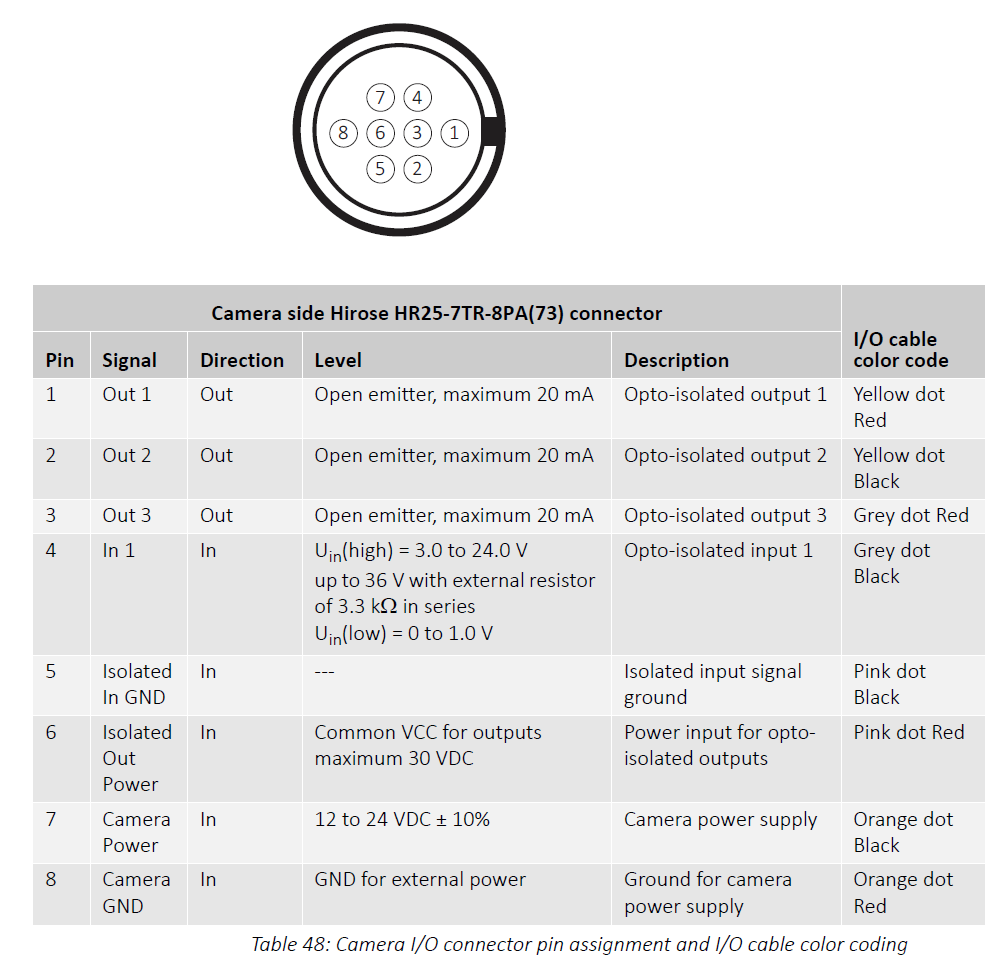 7 4
8 6 3 1
5 2
Camera side Hirose HR25-7TR-8PA(73) connector
I/O cable
color code
Pin Signal Direction Level Description
1 Out 1 Out Open emitter, maximum 20 mA Opto-isolated output 1 Yellow dot
Red
2 Out 2 Out Open emitter, maximum 20 mA Opto-isolated output 2 Yellow dot
Black
3 Out 3 Out Open emitter, maximum 20 mA Opto-isolated output 3 Grey dot Red
4 In 1 In Uin(high) = 3.0 to 24.0 V Opto-isolated input 1 Grey dot
up to 36 V with external resistor Black
of 3.3 kΩ in series
Uin(low) = 0 to 1.0 V
5 Isolated In --- Isolated input signal Pink dot
In GND ground Black
6 Isolated In Common VCC for outputs Power input for opto- Pink dot Red
Out maximum 30 VDC isolated outputs
Power
7 Camera In 12 to 24 VDC ± 10% Camera power supply Orange dot
Power Black
8 Camera In GND for external power Ground for camera Orange dot
GND power supply Red
Table 48: Camera I/O connector pin assignment and I/O cable color coding